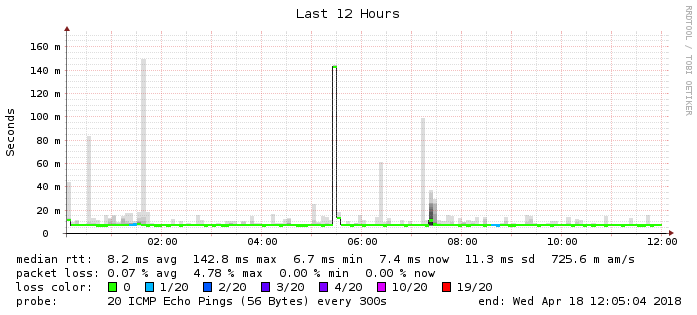 Last 12 Hours
RRDTOOL / TOBI OETIKER
Seconds
160 m
140 m
120 m
100 m
80 m
60 m
40 m
20 m
0
02:00 04:00 06:00 08:00 10:00 12:00
median rtt: 8.2 ms avg 142.8 ms max 6.7 ms min 7.4 ms now 11.3 ms sd 725.6 m am/s
packet loss: 0.07 % avg 4.78 % max 0.00 % min 0.00 % now
loss color: 0 1/20 2/20 3/20 4/20 10/20 19/20
probe: 20 ICMP Echo Pings (56 Bytes) every 300s end: Wed Apr 18 12:05:04 2018